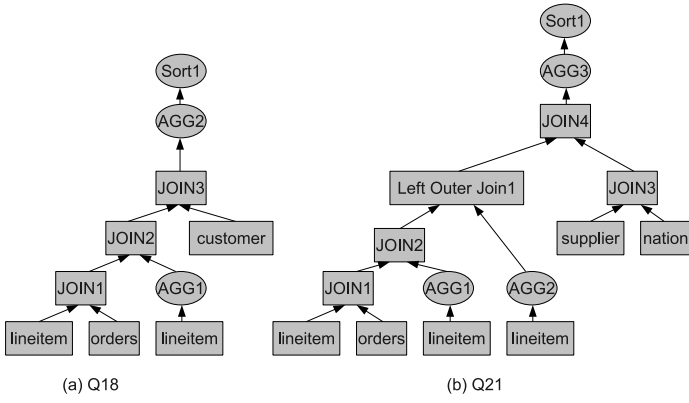 Sort1
AGG2
JOIN3
JOIN2
customer
JOIN1
AGG1
lineitem
orders
lineitem
(a) Q18
Sort1
AGG3
JOIN4
Left Outer Join1
JOIN3
JOIN2
supplier
nation
JOIN1
AGG1
AGG2
lineitem
orders
lineitem
lineitem
(b) Q21